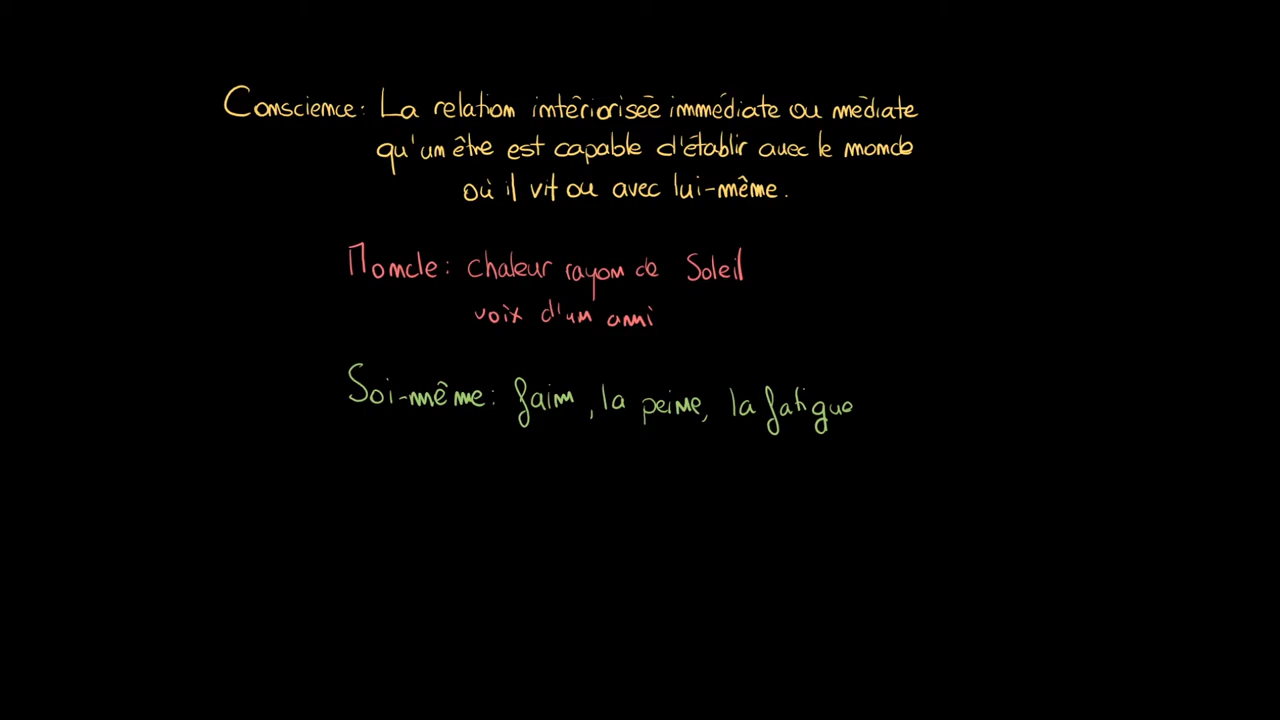 Conscience : La relation intériorisée immédiate ou médiate
qu'un être est capable d'établir avec le monde
où il vit ou avec lui-même.
Monde : chaleur rayon de Soleil
voix d'un ami
Soi-même : faim, la peine, la fatigue